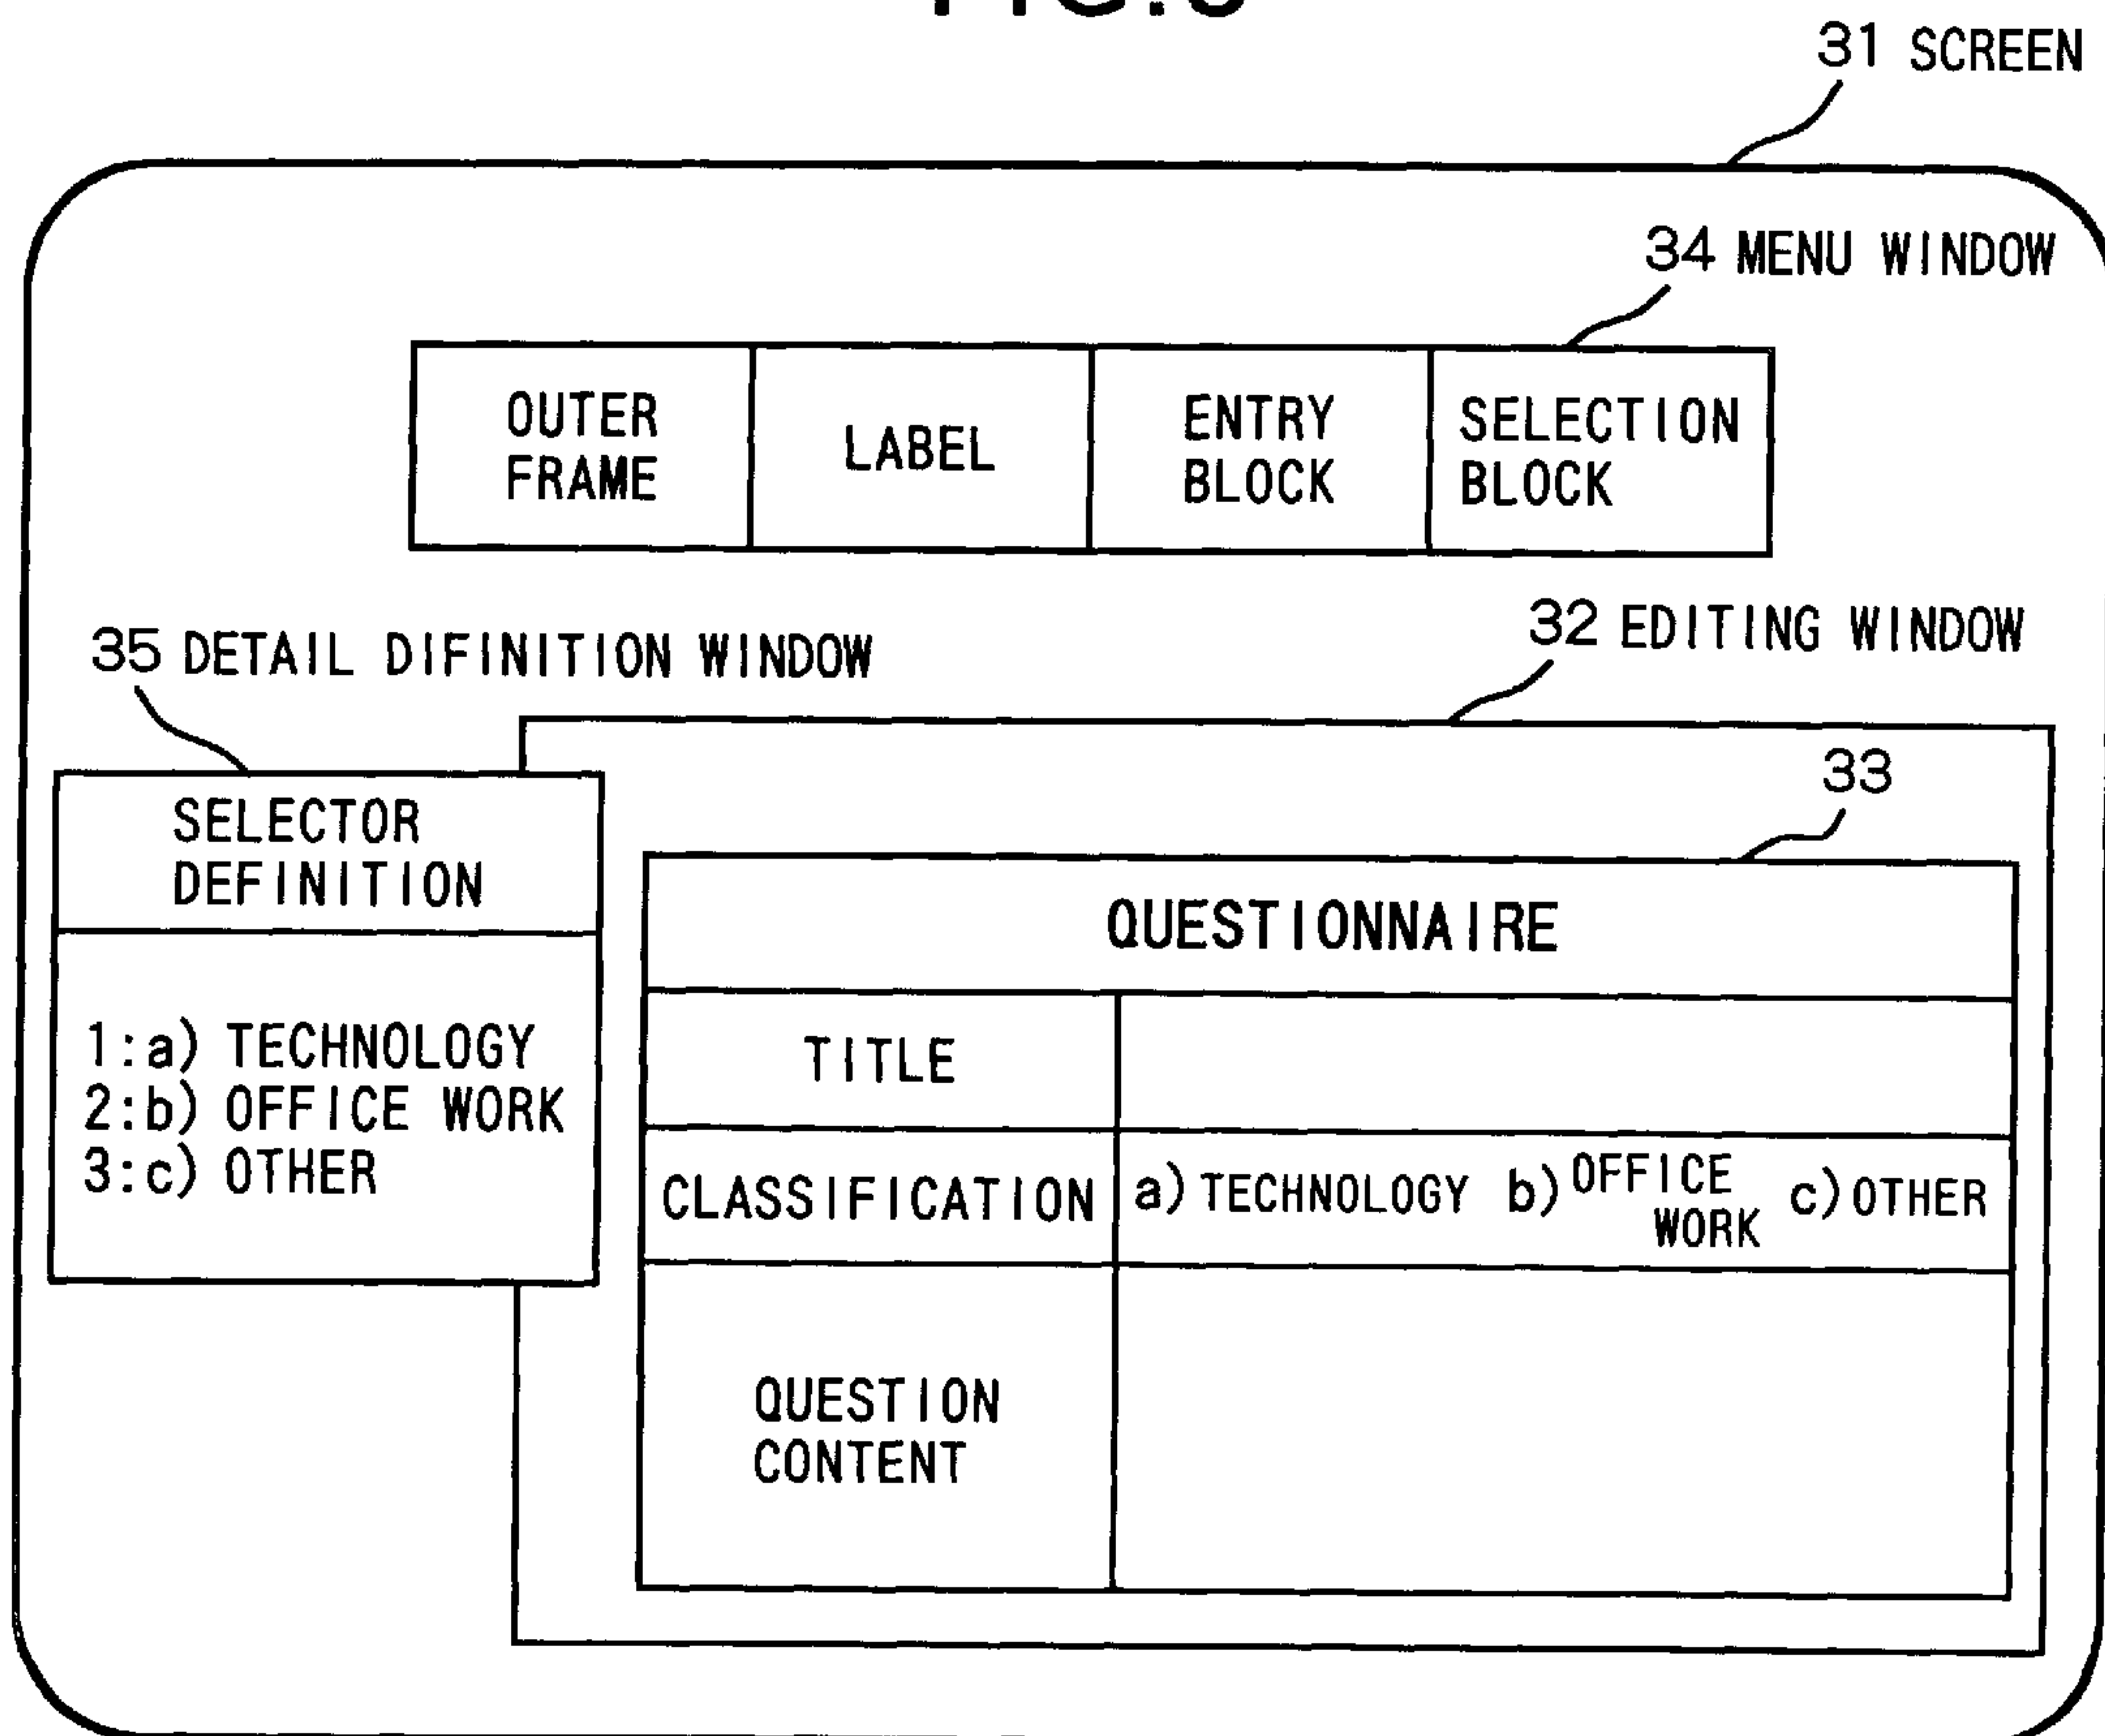 31 SCREEN
34 MENU WINDOW
OUTER
FRAME
LABEL
ENTRY
BLOCK
SELECTION
BLOCK
32 EDITING WINDOW
35 DETAIL DIFINITION WINDOW
33
SELECTOR
DEFINITION
1:a) TECHNOLOGY
2:b) OFFICE WORK
3:c) OTHER
QUESTIONNAIRE
TITLE
CLASSIFICATION
a) TECHNOLOGY b) OFFICE
WORK c) OTHER
QUESTION
CONTENT